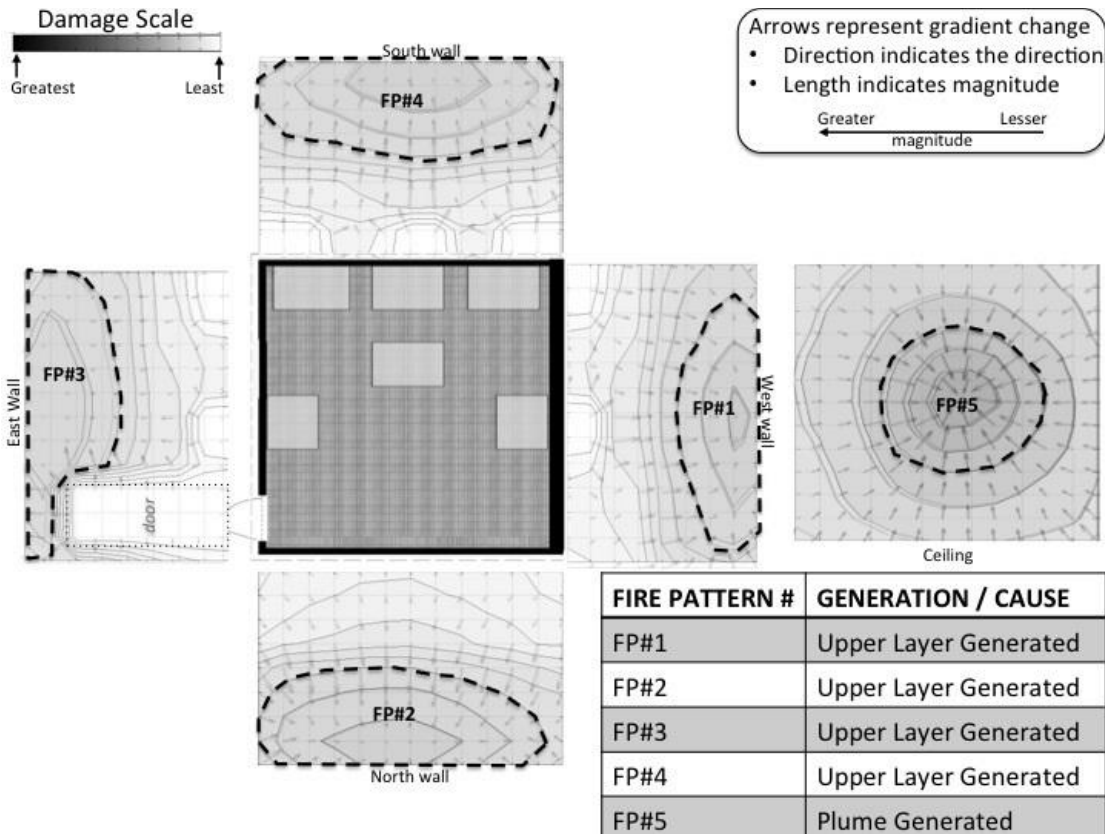 Damage Scale
Greatest
Least
South wall
FP#4
Arrows represent gradient change
• Direction indicates the direction
• Length indicates magnitude
Greater
Lesser
magnitude
East Wall
FP#3
door
FP#1
West wall
FP#5
Ceiling
FP#2
North wall
FIRE PATTERN # GENERATION / CAUSE
FP#1 Upper Layer Generated
FP#2 Upper Layer Generated
FP#3 Upper Layer Generated
FP#4 Upper Layer Generated
FP#5 Plume Generated